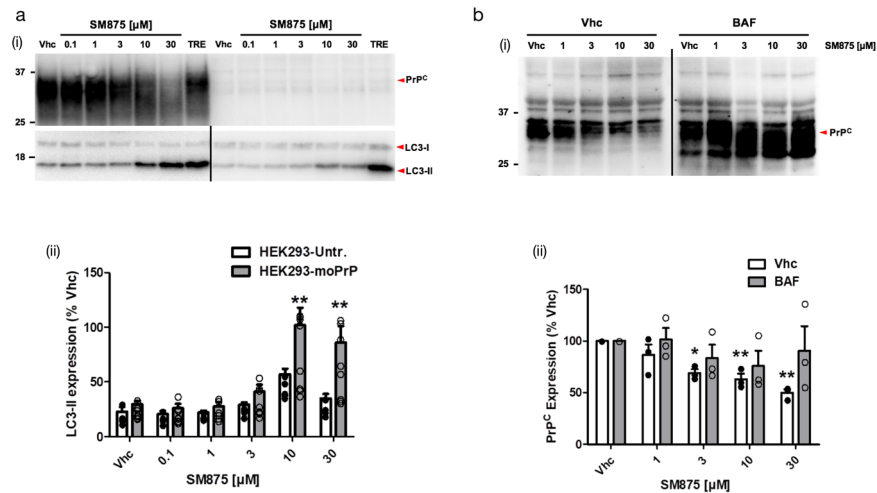 a
SM875 [µM] SM875 [µM]
(i) Vhc 0.1 1 3 10 30 TRE Vhc 0.1 1 3 10 30 TRE
37
PrPC
25
LC3-I
18
LC3-II
(ii)
HEK293-Untr.
HEK293-moPrP
LC3-II expression (% Vhc)
150
100
50
0
** **
Vhc 0.1 1 3 10 30
SM875 [µM]
b
Vhc BAF
(i) Vhc 1 3 10 30 Vhc 1 3 10 30 SM875 [µM]
37
PrPC
25
(ii)
Vhc
BAF
PrPC Expression (% Vhc)
150
100
50
0
* ** **
Vhc 1 3 10 30
SM875 [µM]